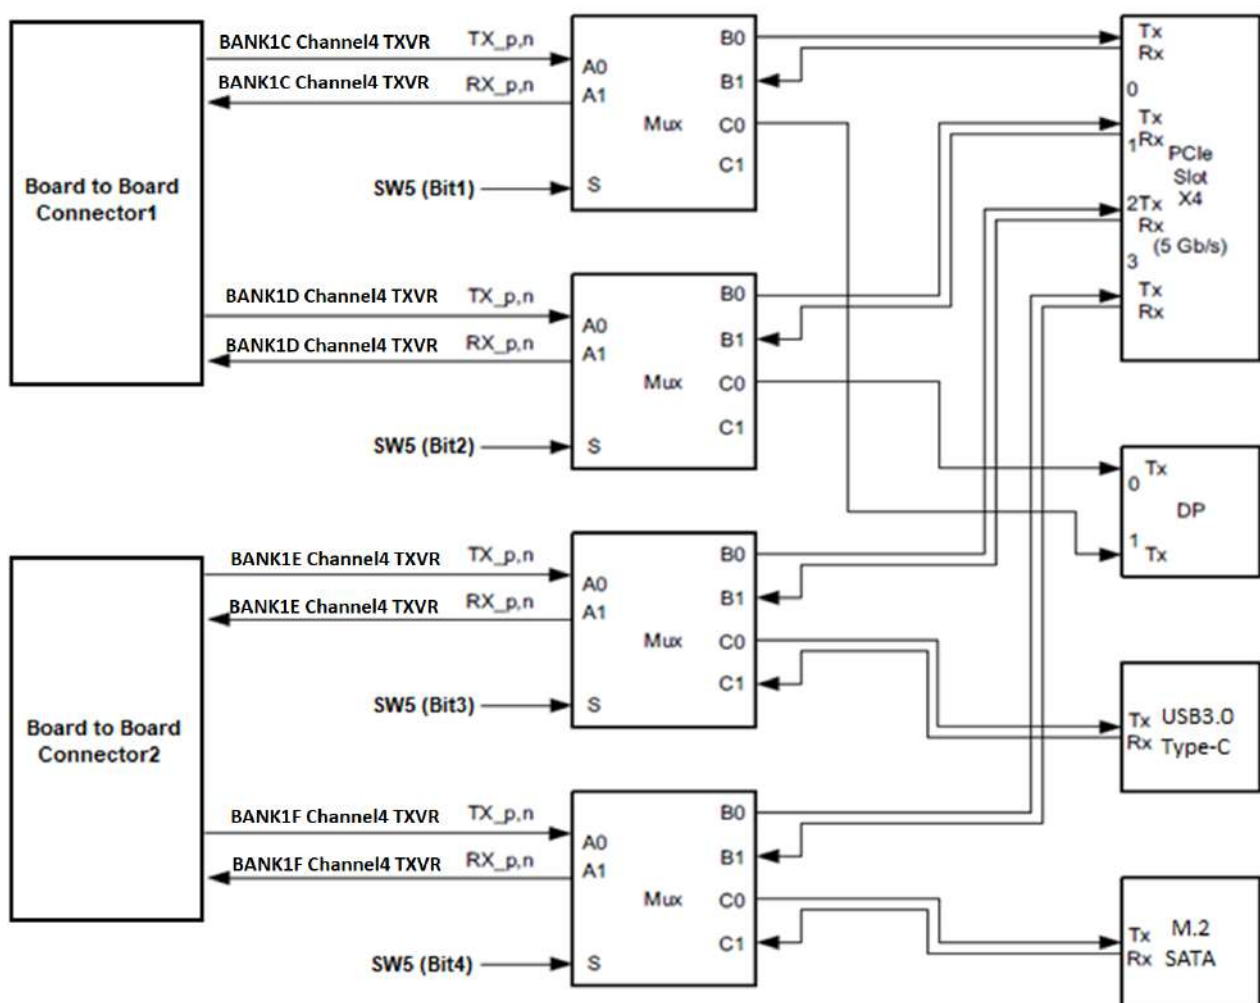 Board to Board
Connector1
BANK1C Channel4 TXVR
TX_p,n
BANK1C Channel4 TXVR
RX_p,n
SW5 (Bit1)
A0
A1
S
Mux
B0
B1
C0
C1
BANK1D Channel4 TXVR
TX_p,n
BANK1D Channel4 TXVR
RX_p,n
SW5 (Bit2)
A0
A1
S
Mux
B0
B1
C0
C1
Board to Board
Connector2
BANK1E Channel4 TXVR
TX_p,n
BANK1E Channel4 TXVR
RX_p,n
SW5 (Bit3)
A0
A1
S
Mux
B0
B1
C0
C1
BANK1F Channel4 TXVR
TX_p,n
BANK1F Channel4 TXVR
RX_p,n
SW5 (Bit4)
A0
A1
S
Mux
B0
B1
C0
C1
Tx
Rx
0
Tx
1Rx
PCIe
Slot
X4
2Tx
Rx
(5 Gb/s)
3
Tx
Rx
Tx
0
DP
1
Tx
Tx USB3.0
Rx Type-C
Tx M.2
Rx SATA